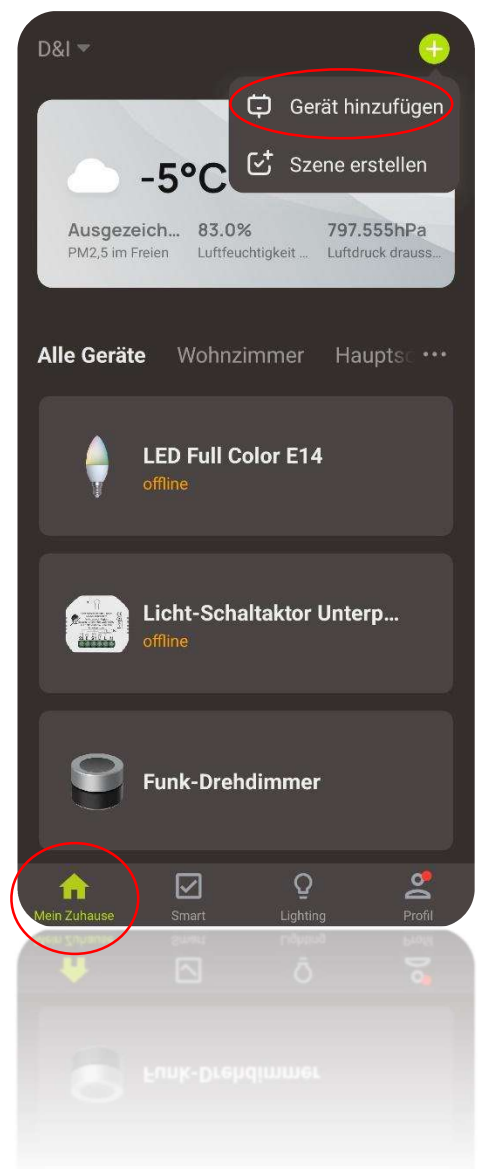 D&I
Gerät hinzufügen
Szene erstellen
-5°C
Ausgezeich... 83.0% 797.555hPa
PM2,5 im Freien Luftfeuchtigkeit ... Luftdruck drauss...
Alle Geräte Wohnzimmer Haupts
LED Full Color E14
offline
Licht-Schaltaktor Unterp...
offline
Funk-Drehdimmer
Mein Zuhause Smart Lighting Profil